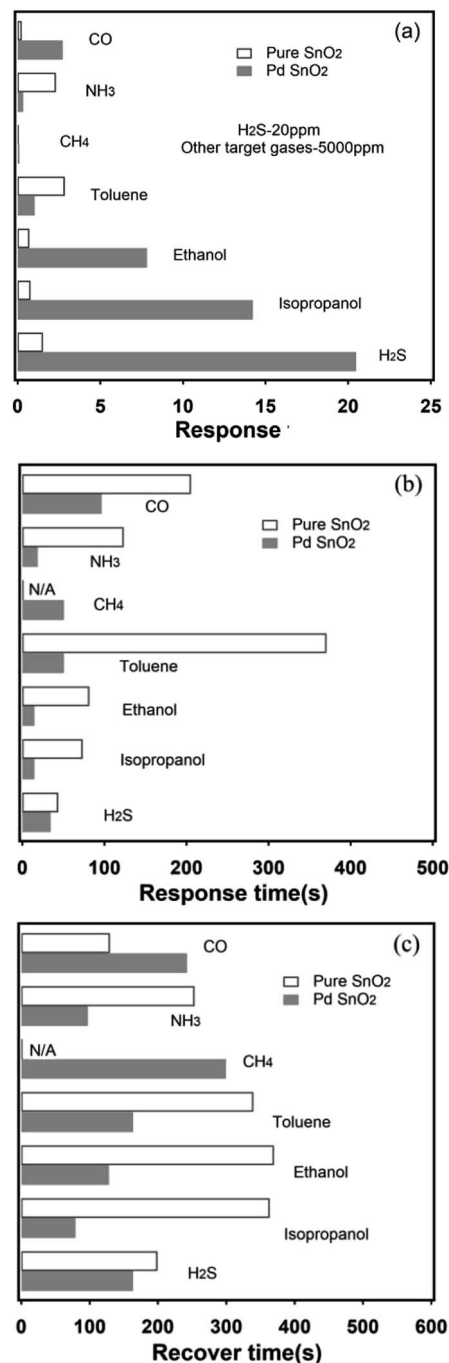 (a)
CO
Pure SnO2
Pd SnO2
NH3
H2S-20ppm
CH4
Other target gases-5000ppm
Toluene
Ethanol
Isopropanol
H2S
0 5 10 15 20 25
Response
(b)
CO
Pure SnO2
Pd SnO2
NH3
N/A
CH4
Toluene
Ethanol
Isopropanol
H2S
0 100 200 300 400 500
Response time(s)
(c)
CO
Pure SnO2
Pd SnO2
NH3
N/A
CH4
Toluene
Ethanol
Isopropanol
H2S
0 100 200 300 400 500 600
Recover time(s)